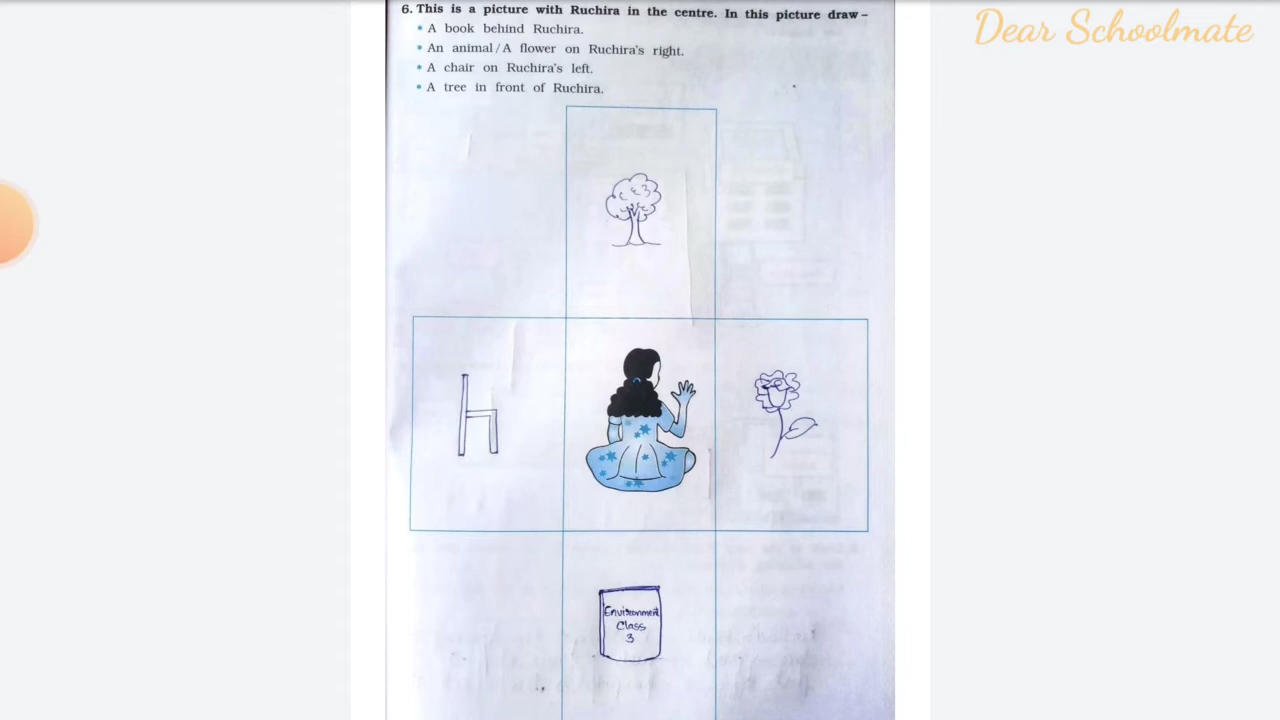 Dear Schoolmate
6. This is a picture with Ruchira in the centre. In this picture draw –
• A book behind Ruchira.
• An animal / A flower on Ruchira's right.
• A chair on Ruchira's left.
• A tree in front of Ruchira.
Environment
Class
3